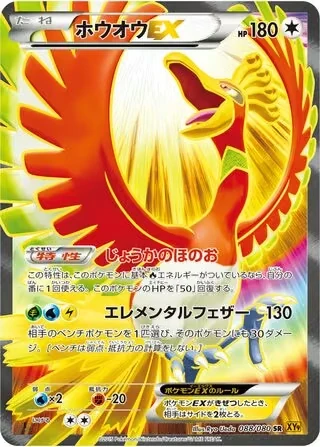 たね ホウオウEX HP 180
とくせい
特性 じょうかのほのお
この特性は、このポケモンに基本エネルギーがついているなら、自分の
番に1回使える。このポケモンのHPを「50」回復する。
エレメンタルフェザー 130
相手のベンチポケモンを1匹選び、そのポケモンにも30ダメー
ジ。[ベンチは弱点・抵抗力の計算をしない。]
弱点 ×2 抵抗力 -20
にげる
ポケモンEXのルール
ポケモンEXがきぜつしたとき、
相手はサイドを2枚とる。
Illus. Ryo Ueda 088/080 SR XY